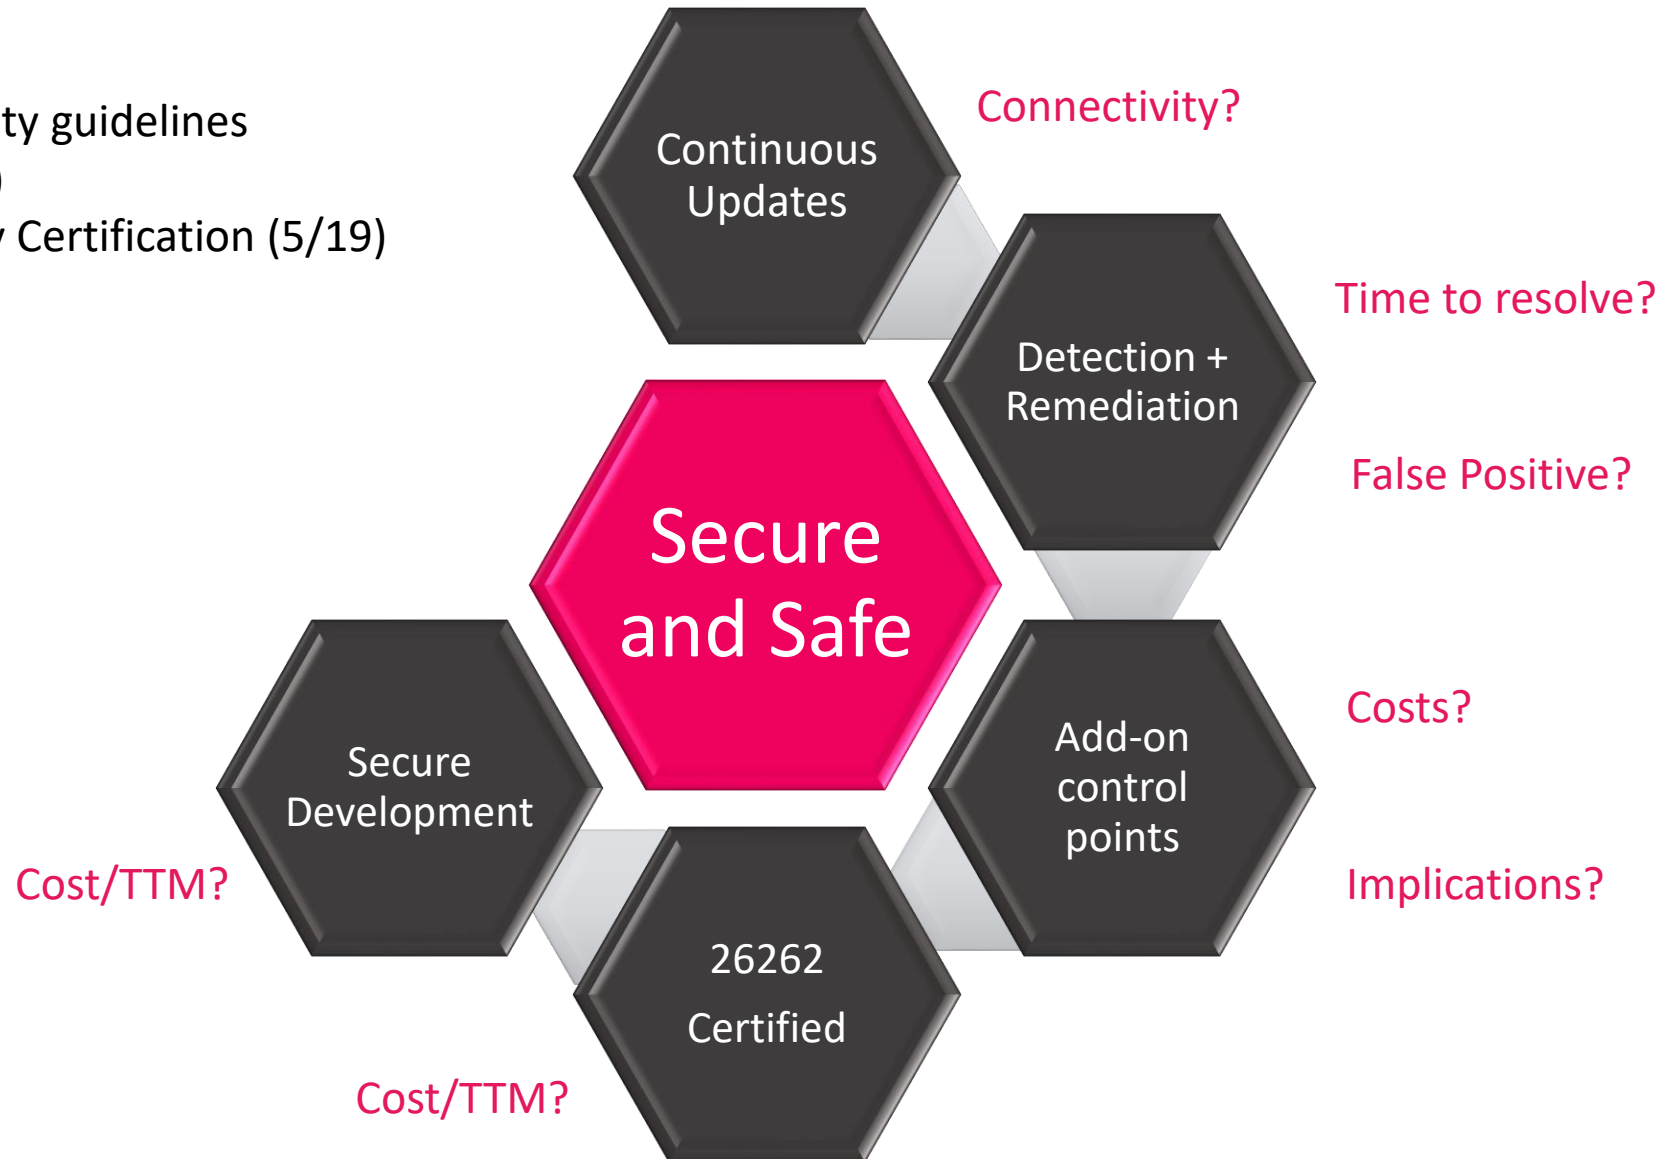 ty guidelines
)
Certification (5/19)
Continuous
Updates
Connectivity?
Detection +
Remediation
Time to resolve?
False Positive?
Secure
and Safe
Add-on
control
points
Costs?
Implications?
Secure
Development
Cost/TTM?
26262
Certified
Cost/TTM?